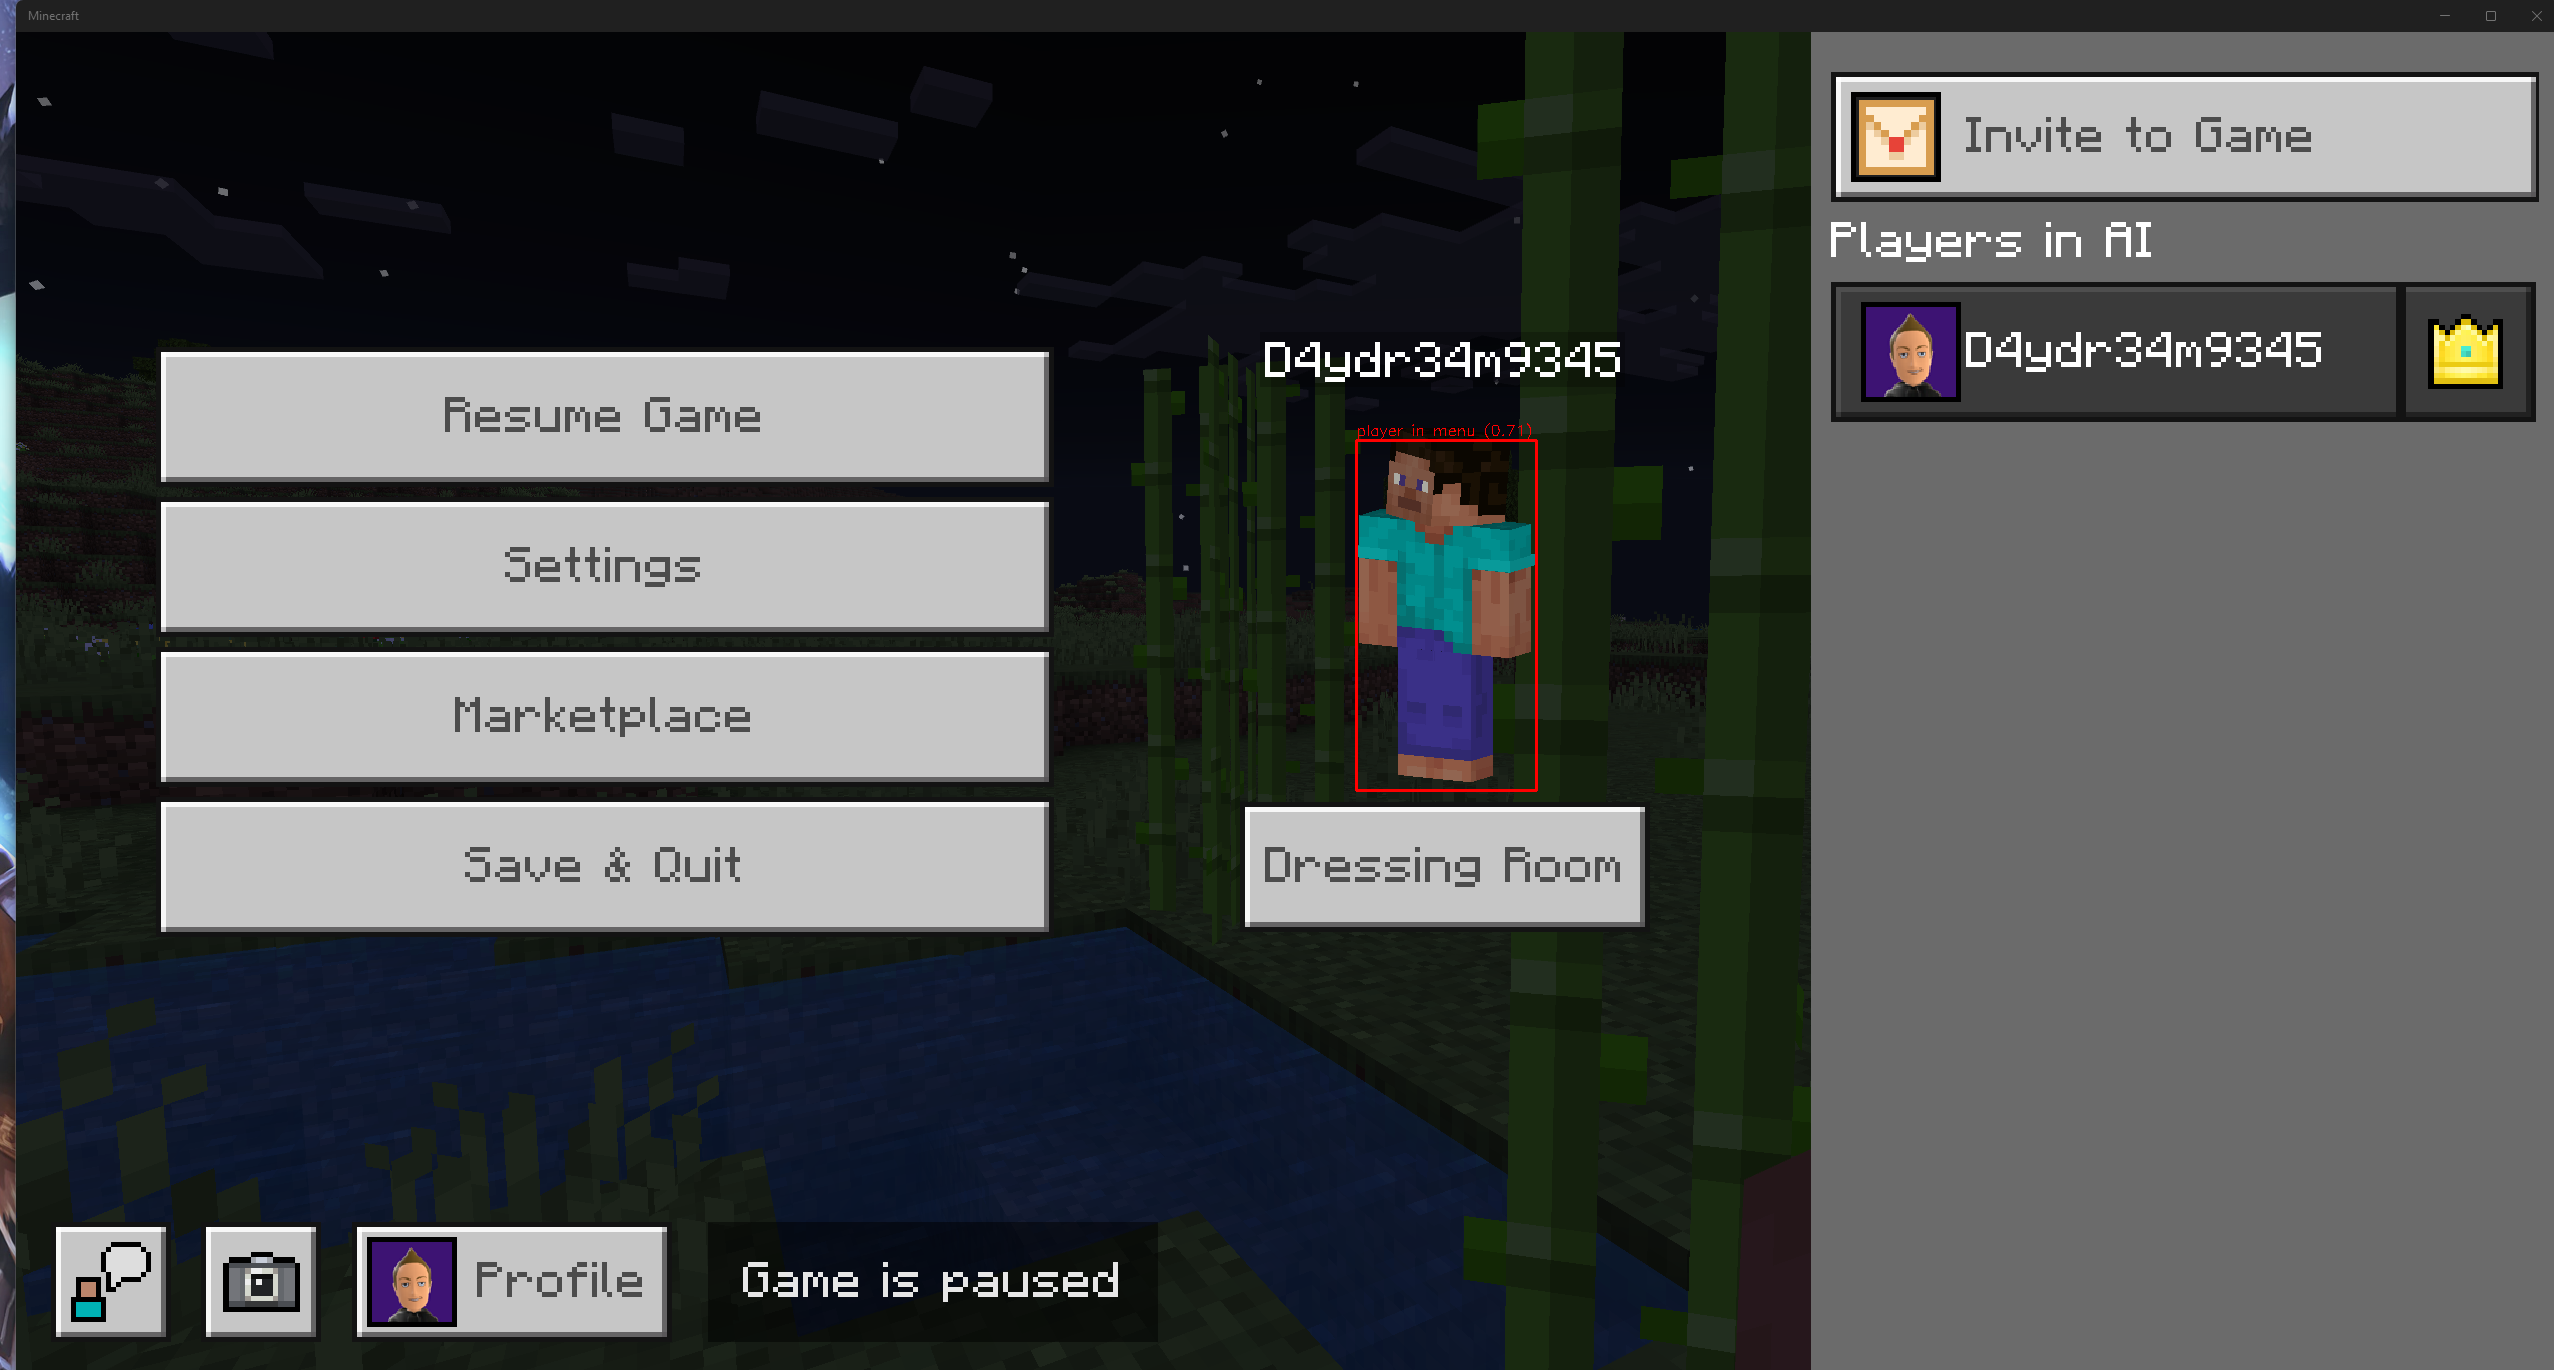 Minecraft
Invite to Game
Players in AI
D4ydr34m9345
D4ydr34m9345
player in menu (0.71)
Resume Game
Settings
Marketplace
Save & Quit
Dressing Room
Profile
Game is paused